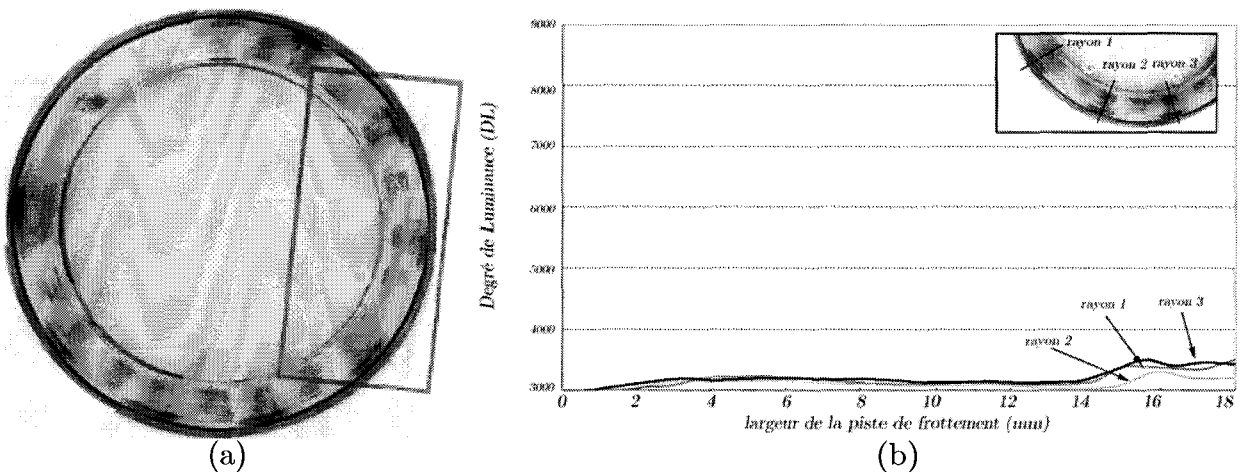 9000
8000
7000
6000
5000
4000
3000
Degré de Luminance (DL)
rayon 1
rayon 2 rayon 3
rayon 1
rayon 3
rayon 2
0 2 4 6 8 10 12 14 16 18
largeur de la piste de frottement (mm)
(a)
(b)